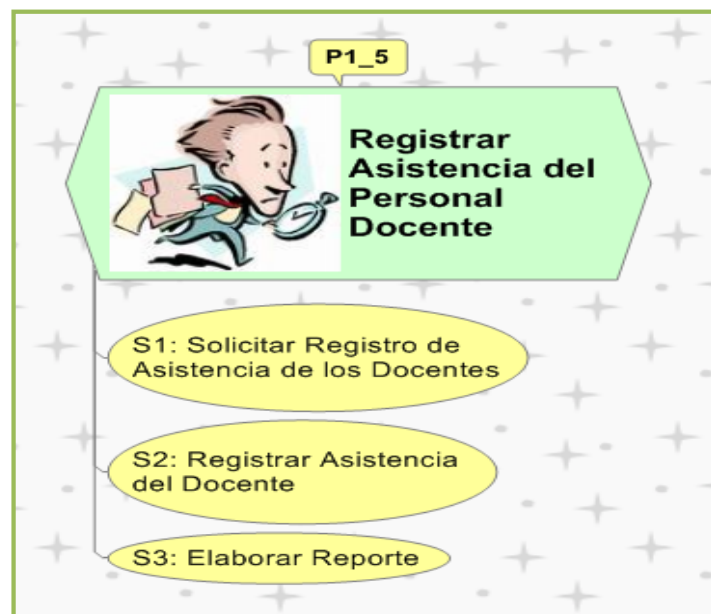 P1_5
Registrar
Asistencia del
Personal
Docente
S1: Solicitar Registro de
Asistencia de los Docentes
S2: Registrar Asistencia
del Docente
S3: Elaborar Reporte